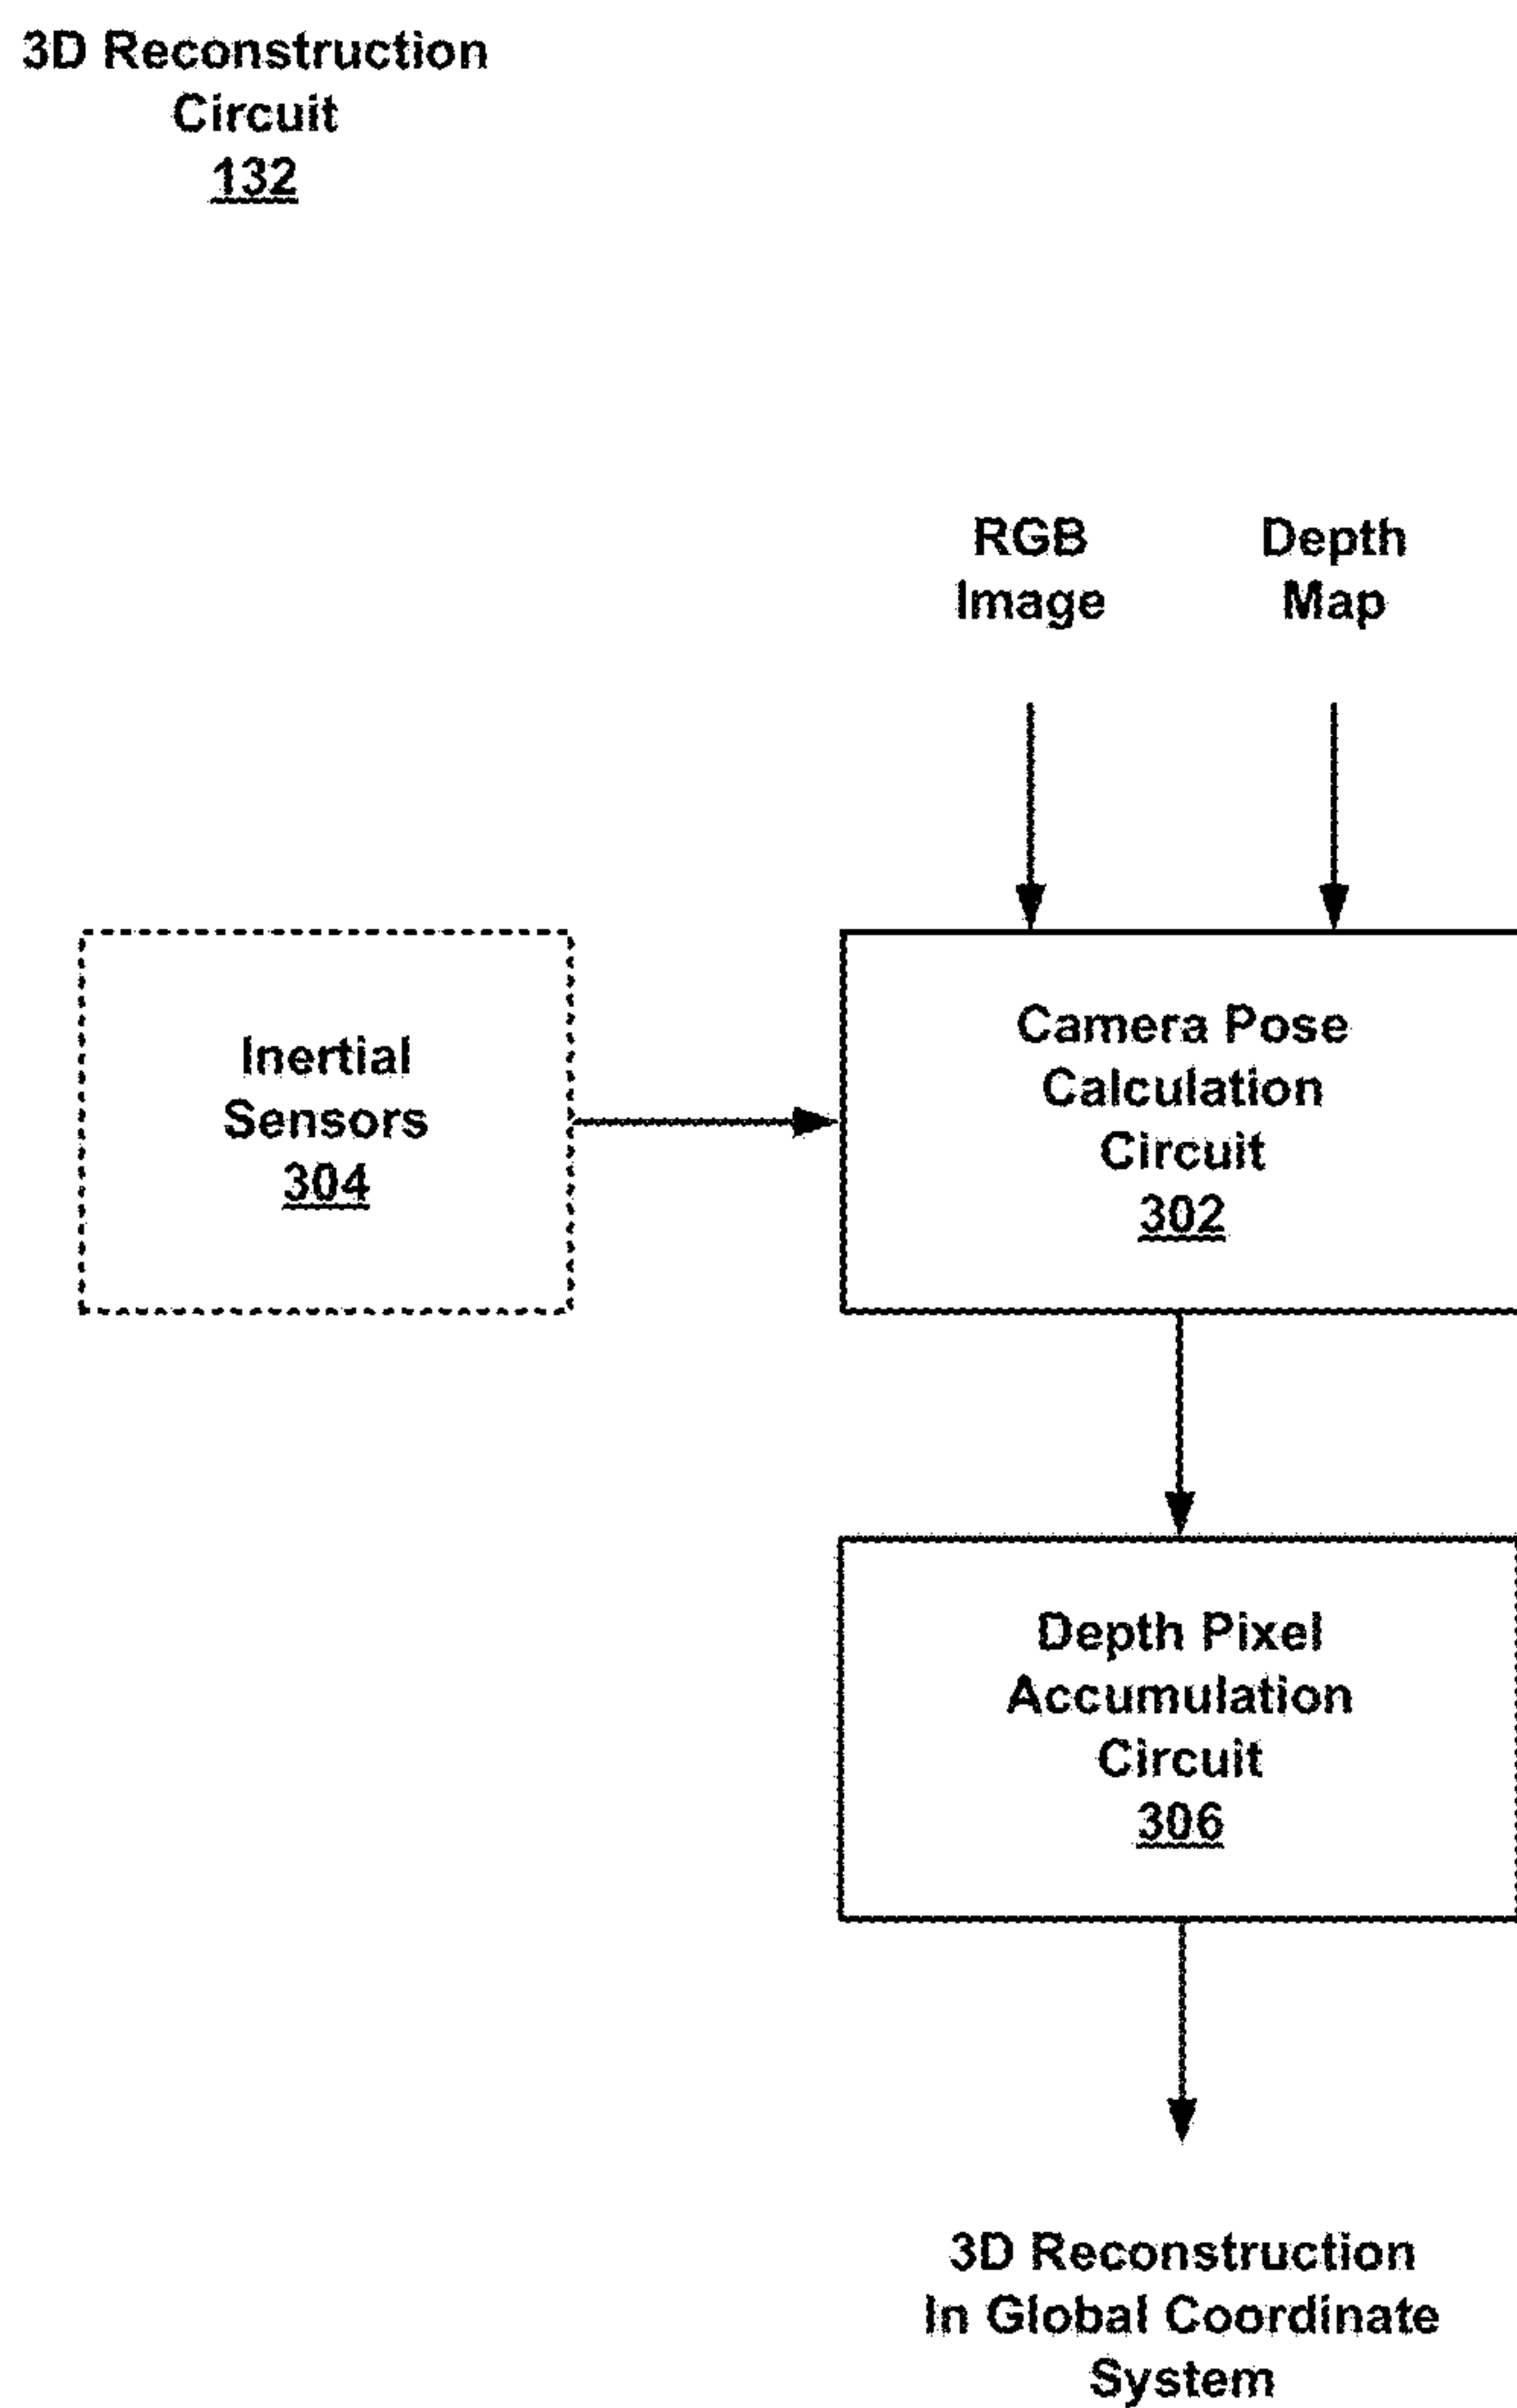 3D Reconstruction
Circuit
132
RGB
Image
Depth
Map
Inertial
Sensors
304
Camera Pose
Calculation
Circuit
302
Depth Pixel
Accumulation
Circuit
306
3D Reconstruction
In Global Coordinate
System